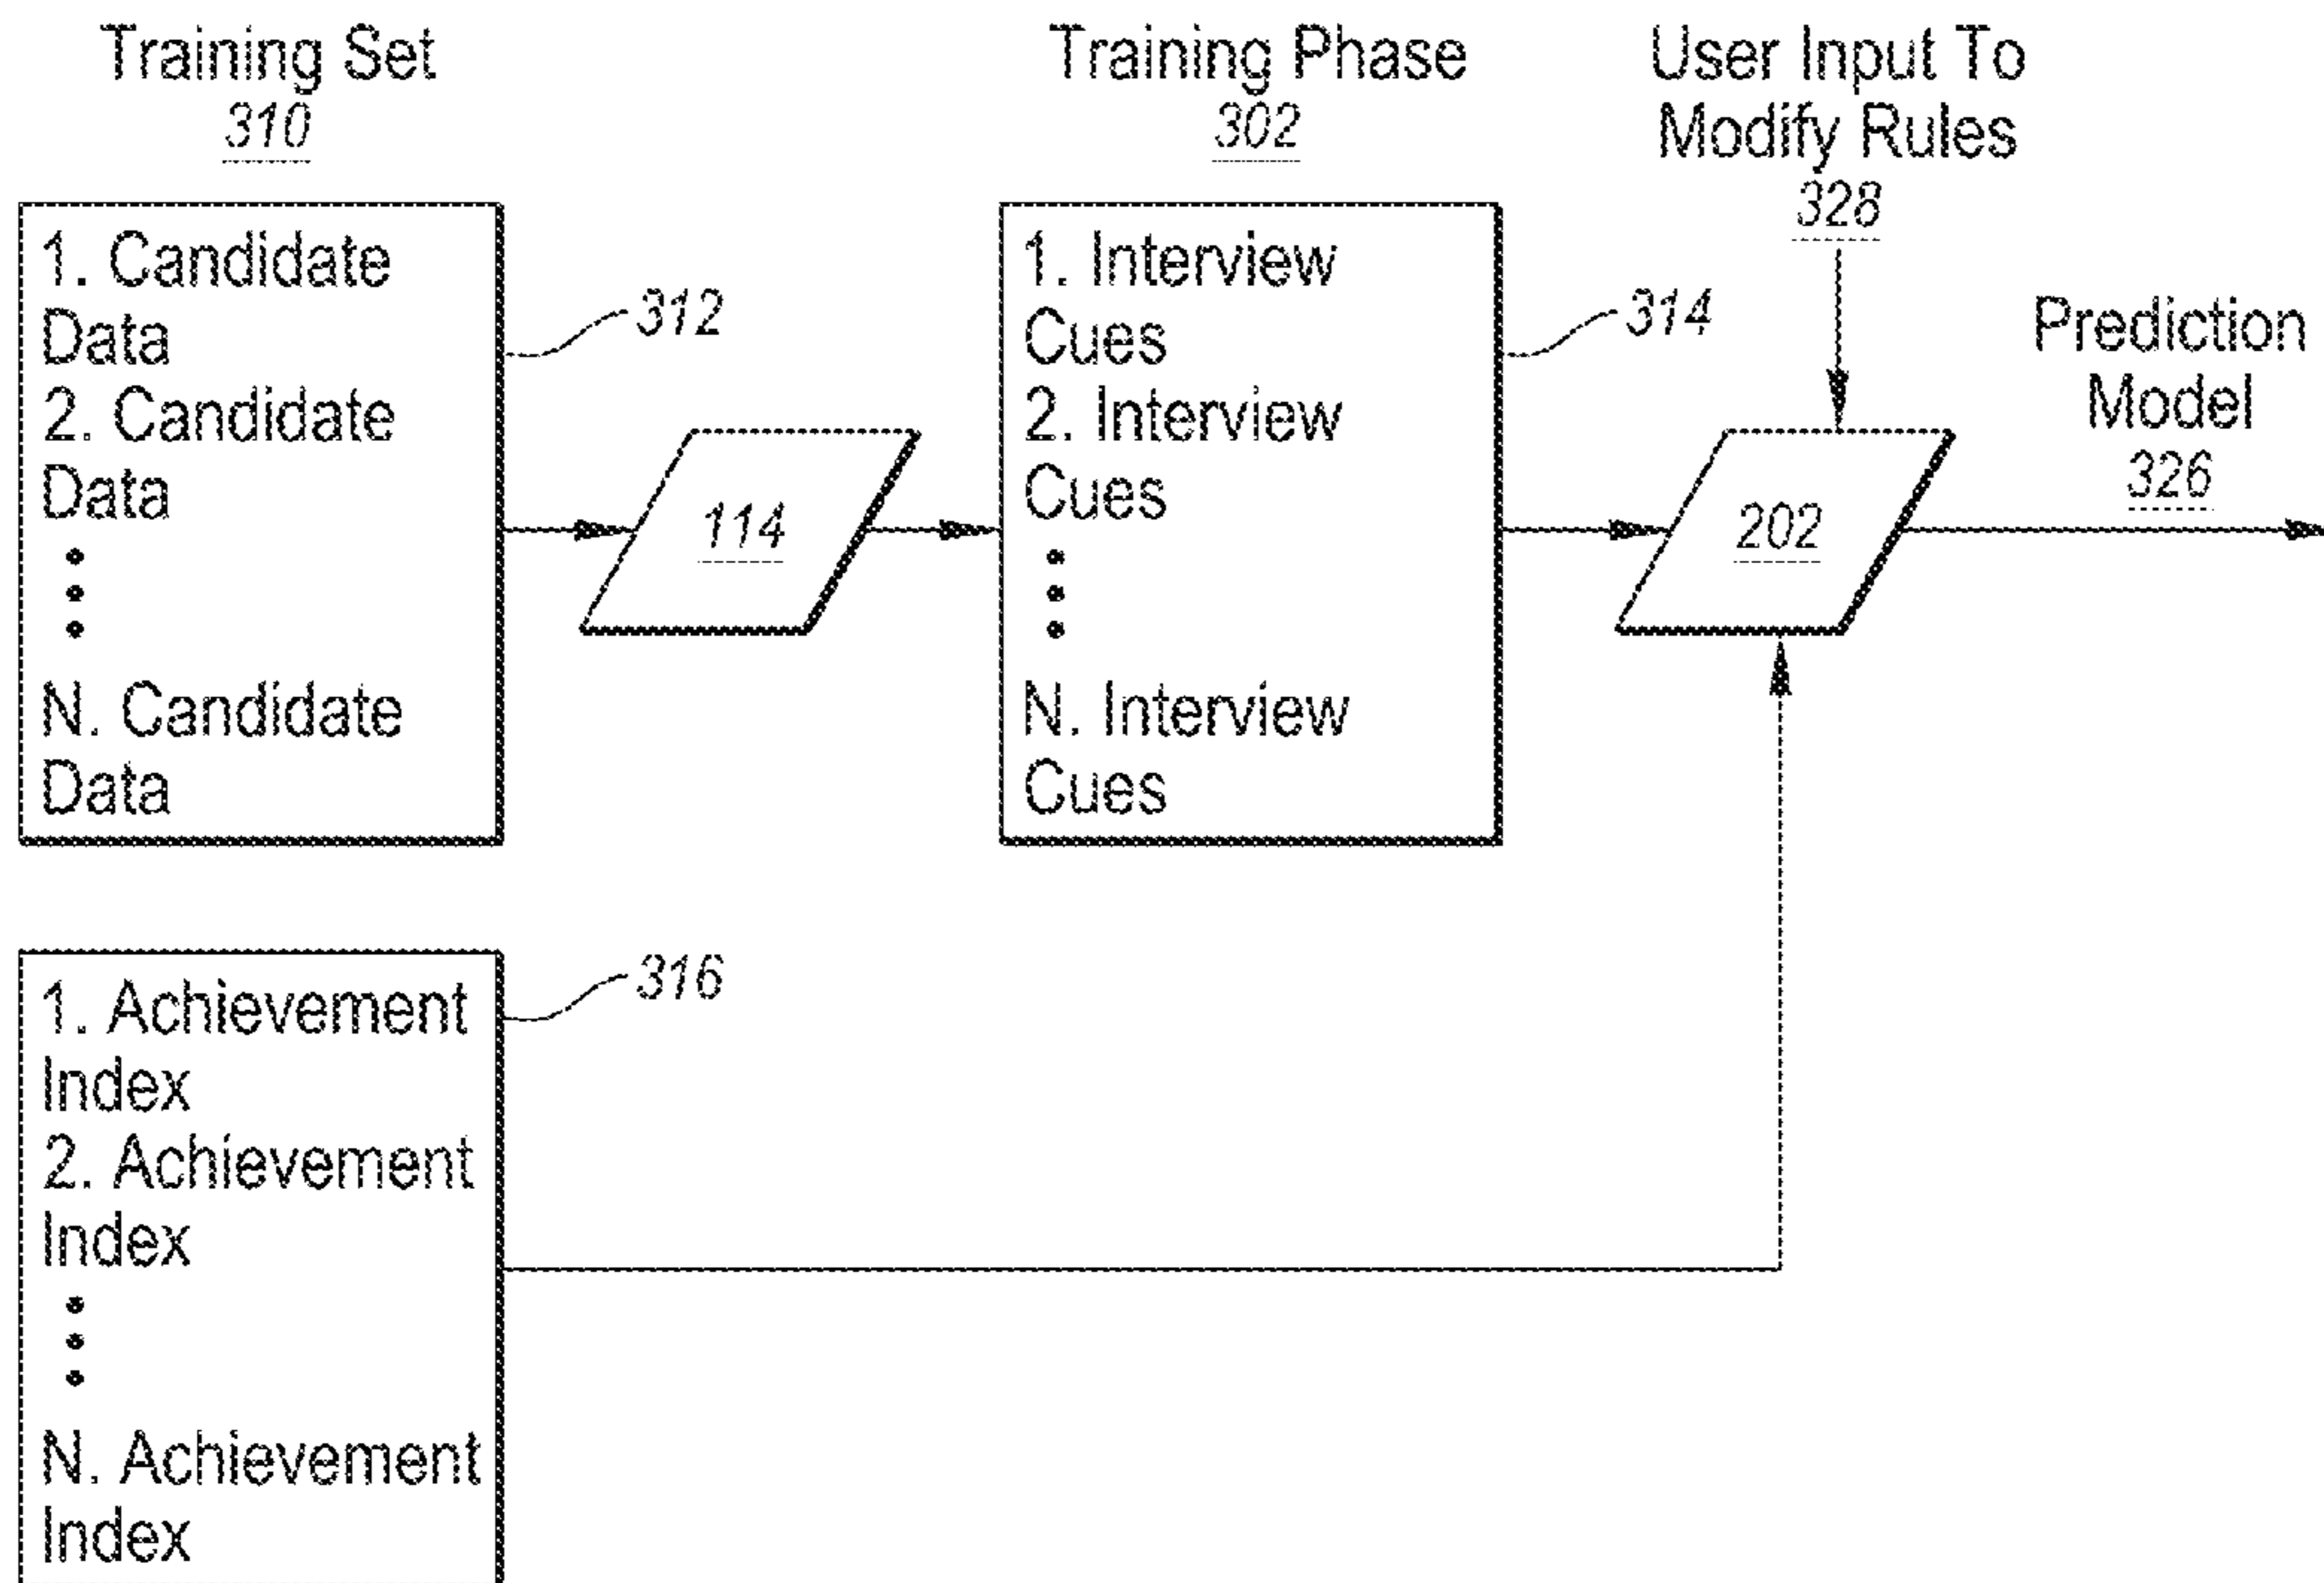 Training Set
310
1. Candidate
Data
2. Candidate
Data
N. Candidate
Data
312
114
Training Phase
302
1. Interview
Cues
2. Interview
Cues
N. Interview
Cues
314
User Input To
Modify Rules
328
202
Prediction
Model
326
1. Achievement
Index
2. Achievement
Index
N. Achievement
Index
316